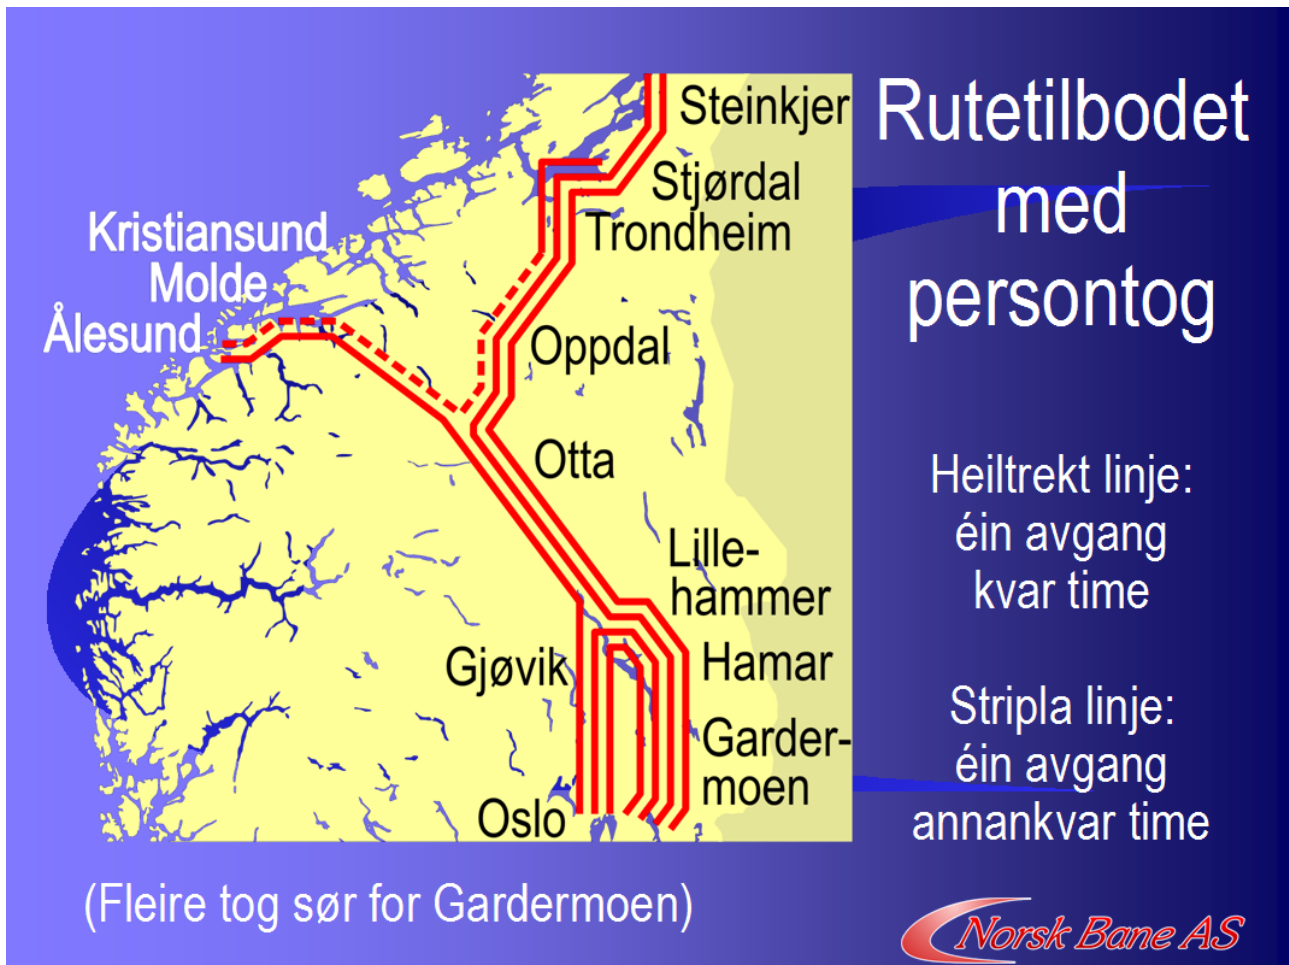 Rutetilbodet
med
persontog
Steinkjer
Stjørdal
Trondheim
Kristiansund
Molde
Ålesund
Oppdal
Otta
Lille-
hammer
Gjøvik
Hamar
Garder-
moen
Oslo
Heiltrekt linje:
éin avgang
kvar time
Stripla linje:
éin avgang
annankvar time
(Fleire tog sør for Gardermoen)
Norsk Bane AS